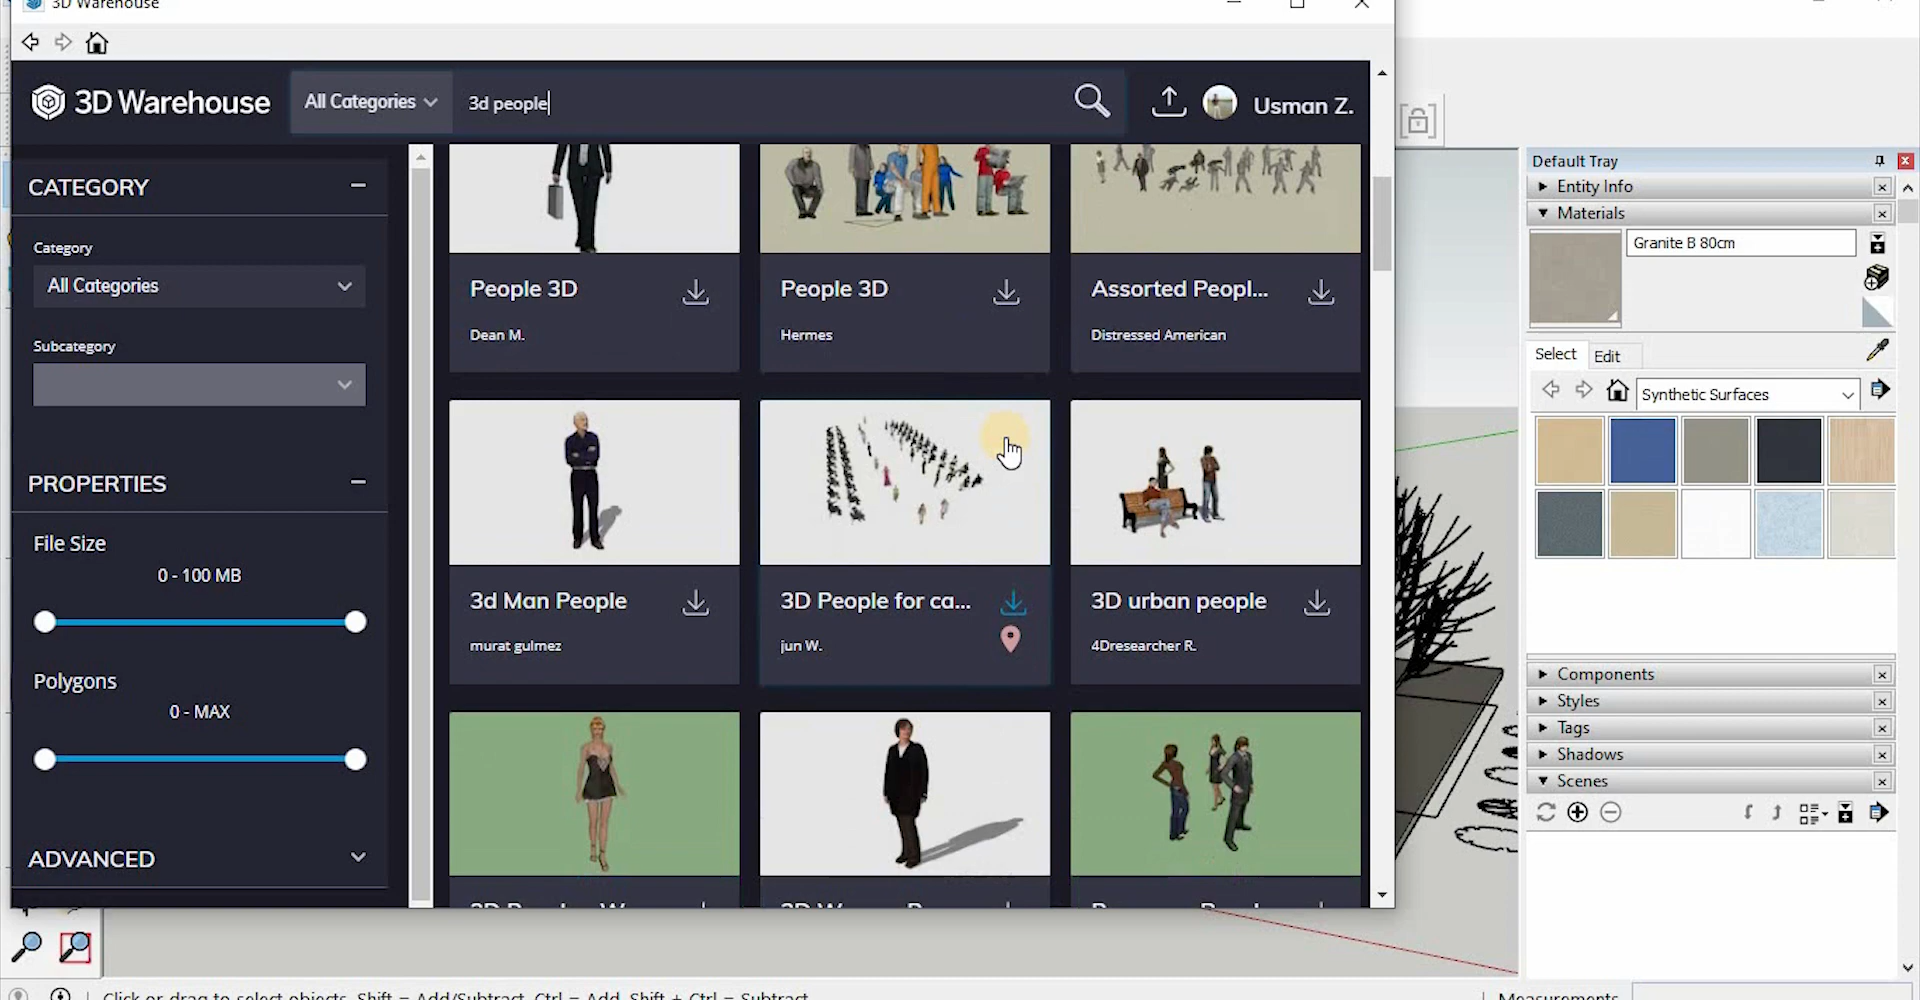 3D Warehouse
3D Warehouse
All Categories
3d people
Usman Z.
CATEGORY
Category
All Categories
Subcategory
PROPERTIES
File Size
0 - 100 MB
Polygons
0 - MAX
ADVANCED
People 3D
Dean M.
People 3D
Hermes
Assorted Peopl...
Distressed American
3d Man People
murat gulmez
3D People for ca...
jun W.
3D urban people
4Dresearcher R.
Default Tray
Entity Info
Materials
Granite B 80cm
Select
Edit
Synthetic Surfaces
Components
Styles
Tags
Shadows
Scenes
Click or drag to select objects. Shift = Add/Subtract. Ctrl = Add. Shift + Ctrl = Subtract.
Measurements